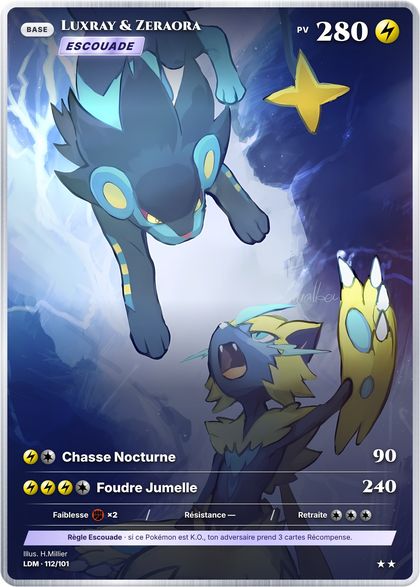 BASE
Luxray & Zeraora
PV 280
ESCOUADE
Chasse Nocturne 90
Foudre Jumelle 240
Faiblesse ×2 / Résistance — / Retraite
Règle Escouade · si ce Pokémon est K.O., ton adversaire prend 3 cartes Récompense.
Illus. H.Millier
LDM · 112/101